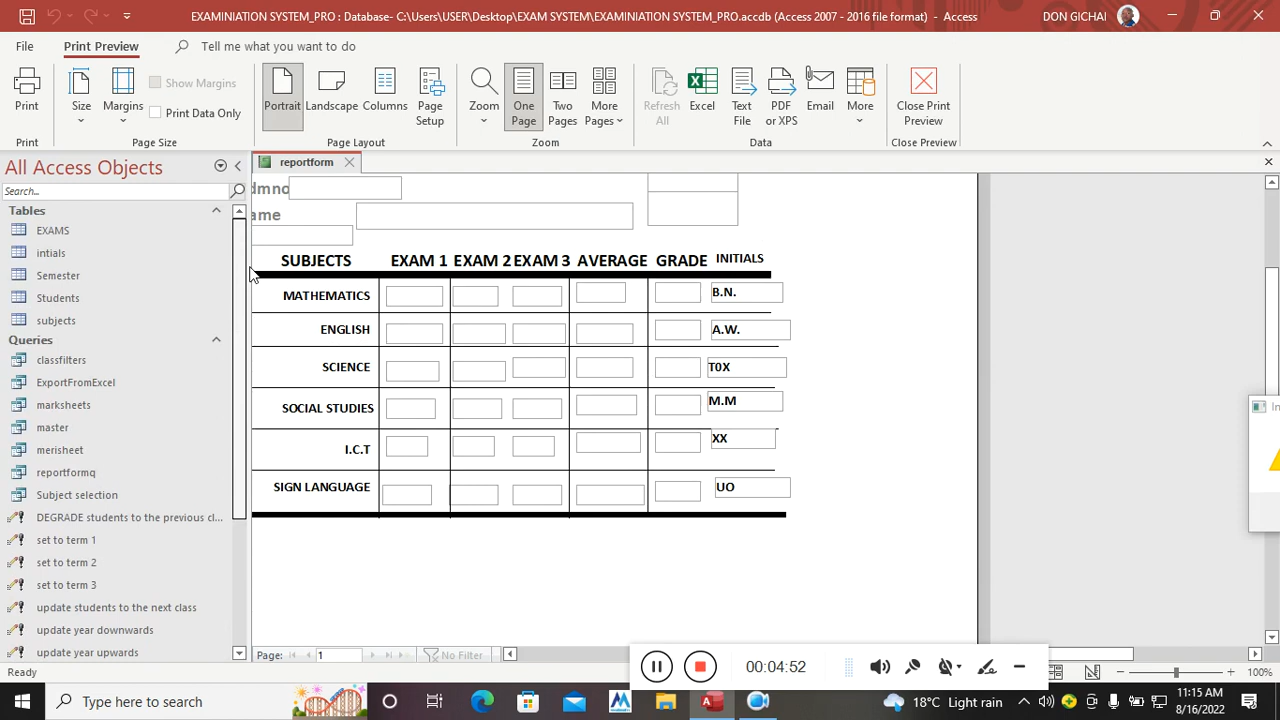 EXAMINIATION SYSTEM_PRO : Database- C:\Users\USER\Desktop\EXAM SYSTEM\EXAMINIATION SYSTEM_PRO.accdb (Access 2007 - 2016 file format) - Access
DON GICHAI
File
Print Preview
Tell me what you want to do
Print
Size
Margins
Show Margins
Print Data Only
Portrait
Landscape
Columns
Page Setup
Zoom
One Page
Two Pages
More Pages
Refresh All
Excel
Text File
PDF or XPS
Email
More
Close Print Preview
Print
Page Size
Page Layout
Zoom
Data
Close Preview
All Access Objects
Search...
Tables
EXAMS
intials
Semester
Students
subjects
Queries
classfilters
ExportFromExcel
marksheets
master
merisheet
reportformq
Subject selection
DEGRADE students to the previous cl...
set to term 1
set to term 2
set to term 3
update students to the next class
update year downwards
update year upwards
reportform
dmno
ame
SUBJECTS EXAM 1 EXAM 2 EXAM 3 AVERAGE GRADE INITIALS
MATHEMATICS B.N.
ENGLISH A.W.
SCIENCE T0X
SOCIAL STUDIES M.M
I.C.T XX
SIGN LANGUAGE UO
In
Page: 1 No Filter
00:04:52
Ready
100%
Type here to search
18°C Light rain
11:15 AM
8/16/2022